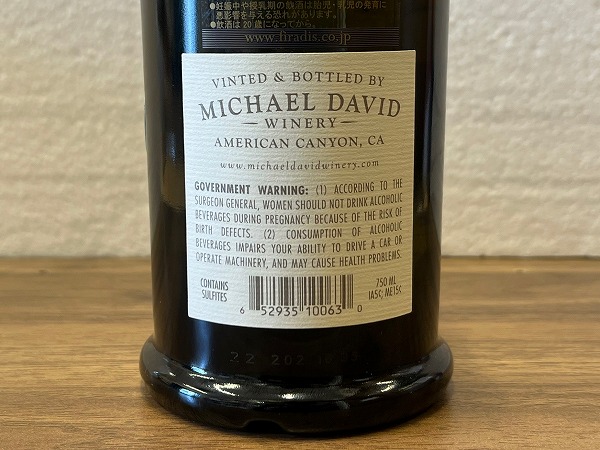 ●妊娠中や授乳期の飲酒は胎児・乳児の発育に
悪影響を与える恐れがあります。
●飲酒は20歳になってから。
www.firadis.co.jp
VINTED & BOTTLED BY
MICHAEL DAVID
WINERY
AMERICAN CANYON, CA
www.michaeldavidwinery.com
GOVERNMENT WARNING: (1) ACCORDING TO THE
SURGEON GENERAL, WOMEN SHOULD NOT DRINK ALCOHOLIC
BEVERAGES DURING PREGNANCY BECAUSE OF THE RISK OF
BIRTH DEFECTS. (2) CONSUMPTION OF ALCOHOLIC
BEVERAGES IMPAIRS YOUR ABILITY TO DRIVE A CAR OR
OPERATE MACHINERY, AND MAY CAUSE HEALTH PROBLEMS.
CONTAINS
SULFITES
750 ML
IA5¢, ME15¢
6 52935 10063 0